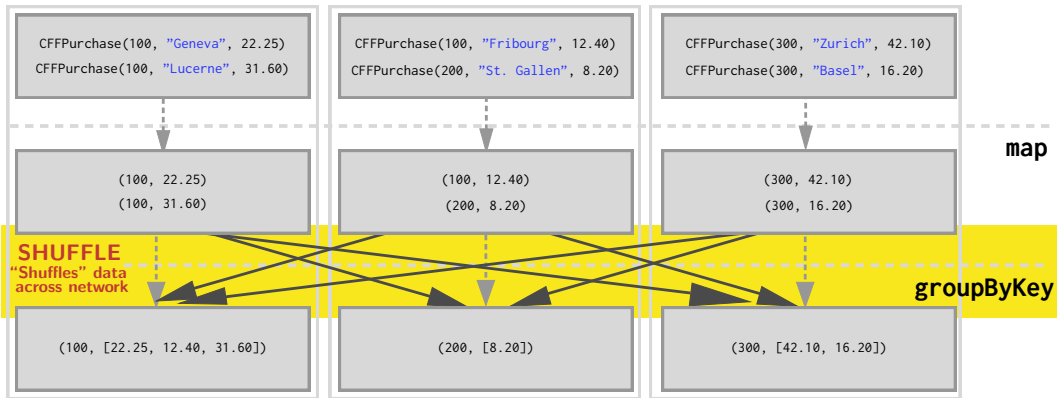 CFFPurchase(100, ”Geneva”, 22.25)
CFFPurchase(100, ”Lucerne”, 31.60)
CFFPurchase(100, ”Fribourg”, 12.40)
CFFPurchase(200, ”St. Gallen”, 8.20)
CFFPurchase(300, ”Zurich”, 42.10)
CFFPurchase(300, ”Basel”, 16.20)
map
(100, 22.25)
(100, 31.60)
(100, 12.40)
(200, 8.20)
(300, 42.10)
(300, 16.20)
SHUFFLE
“Shuffles” data
across network
groupByKey
(100, [22.25, 12.40, 31.60])
(200, [8.20])
(300, [42.10, 16.20])